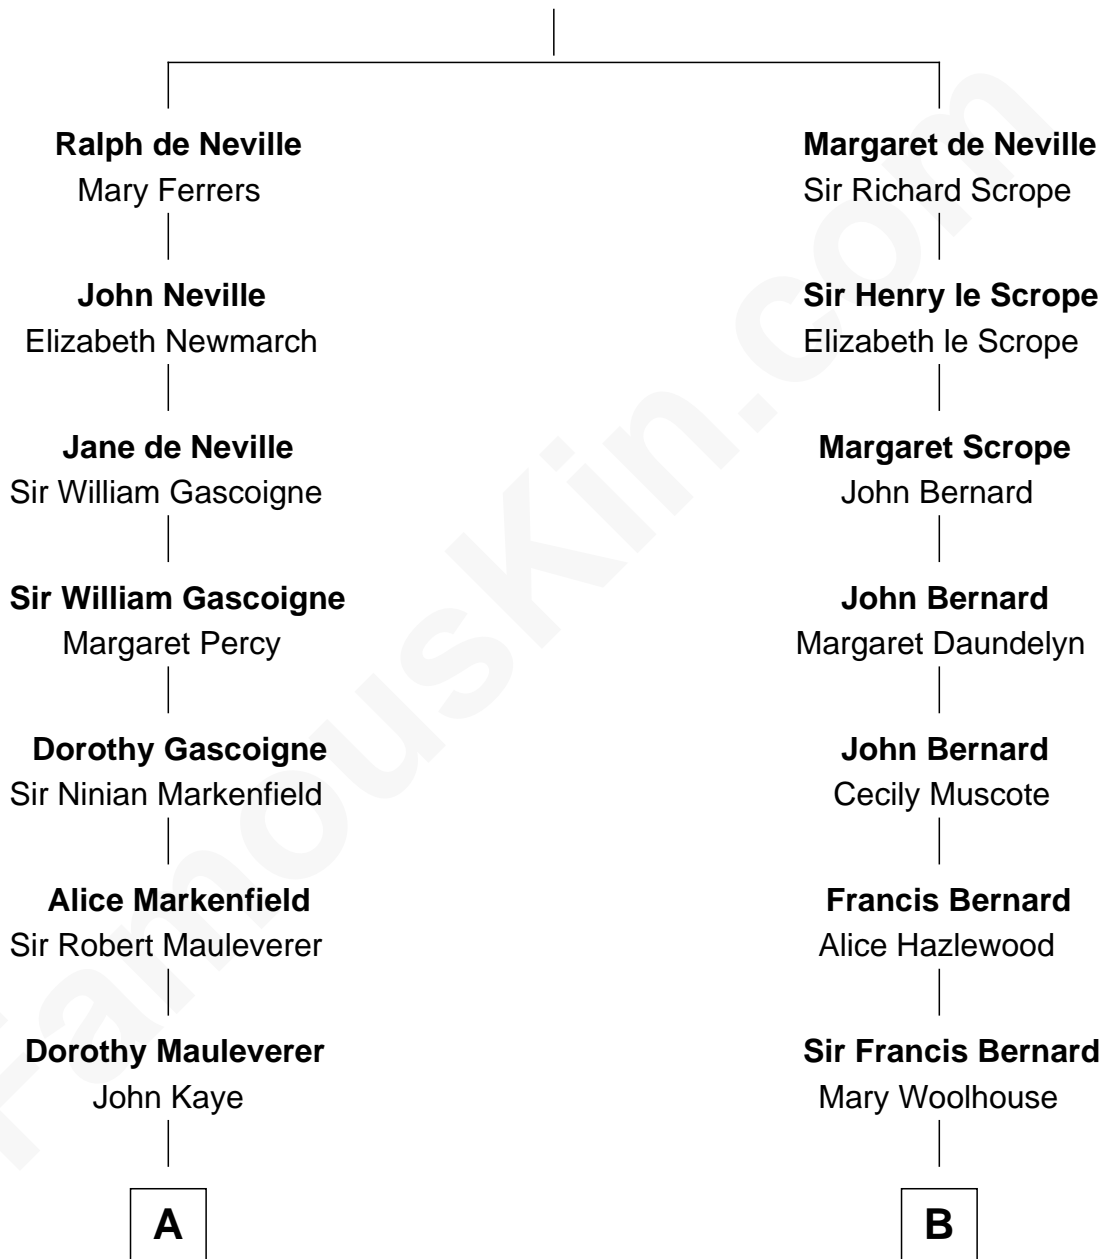 Ralph de Neville
Mary Ferrers
John Neville
Elizabeth Newmarch
Jane de Neville
Sir William Gascoigne
Sir William Gascoigne
Margaret Percy
Dorothy Gascoigne
Sir Ninian Markenfield
Alice Markenfield
Sir Robert Mauleverer
Dorothy Mauleverer
John Kaye
A
Margaret de Neville
Sir Richard Scrope
Sir Henry le Scrope
Elizabeth le Scrope
Margaret Scrope
John Bernard
John Bernard
Margaret Daundelyn
John Bernard
Cecily Muscote
Francis Bernard
Alice Hazlewood
Sir Francis Bernard
Mary Woolhouse
B
FamousKin.com